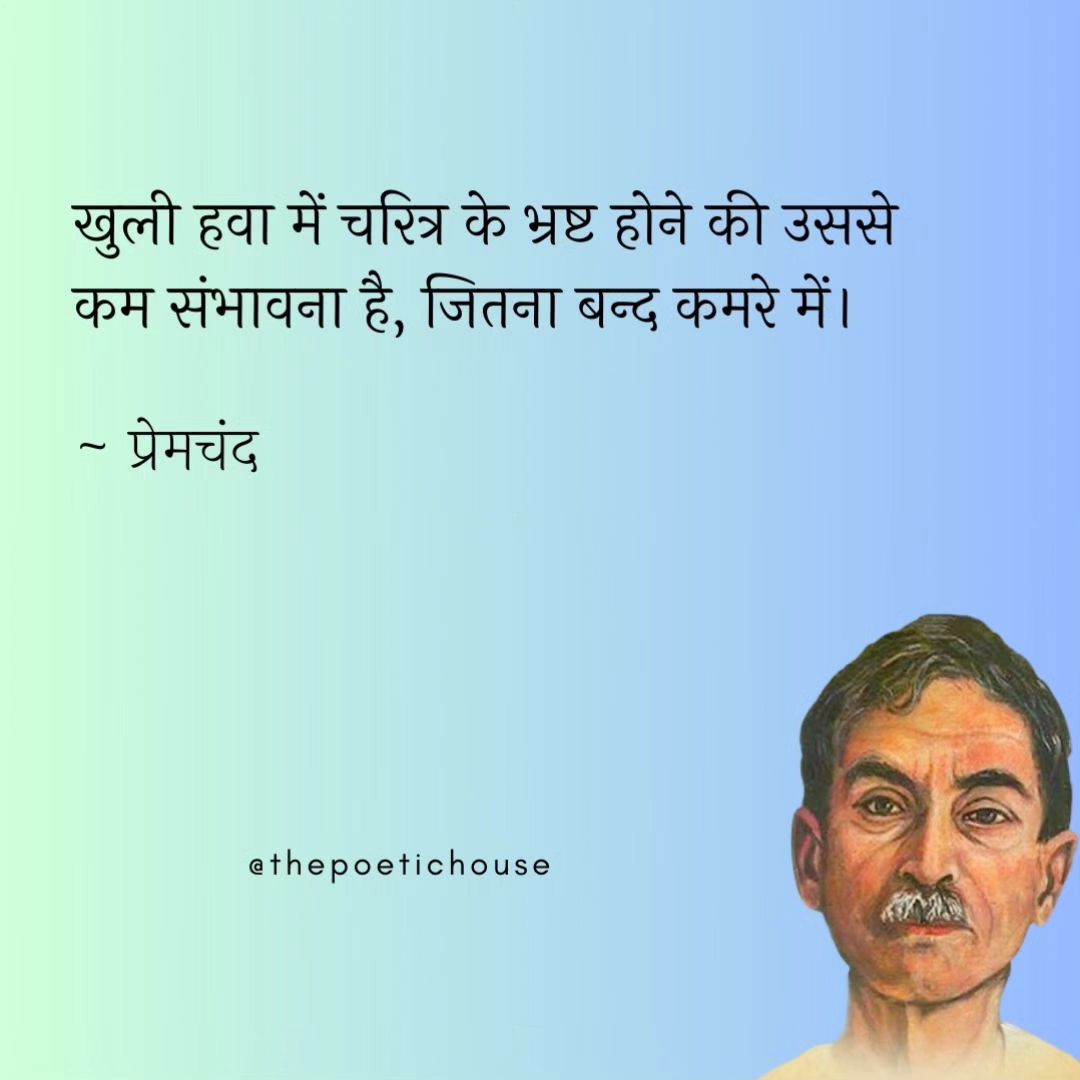 खुली हवा में चरित्र के भ्रष्ट होने की उससे
कम संभावना है, जितना बन्द कमरे में।
~ प्रेमचंद
@thepoetichouse